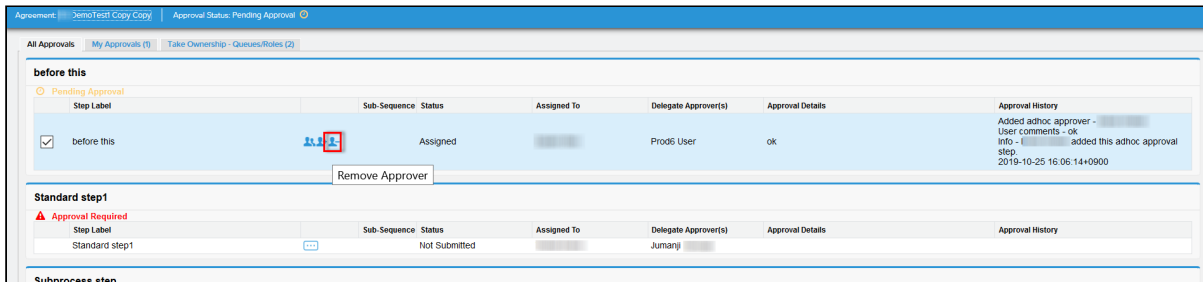 Agreement: DemoTest1 Copy Copy Approval Status: Pending Approval
All Approvals My Approvals (1) Take Ownership - Queues/Roles (2)
before this
Pending Approval
Step Label Sub-Sequence Status Assigned To Delegate Approver(s) Approval Details Approval History
before this Assigned Prod6 User ok
Added adhoc approver -
User comments - ok
Info - added this adhoc approval
step.
2019-10-25 16:06:14+0900
Remove Approver
Standard step1
Approval Required
Step Label Sub-Sequence Status Assigned To Delegate Approver(s) Approval Details Approval History
Standard step1 Not Submitted Jumanji
Subprocess step